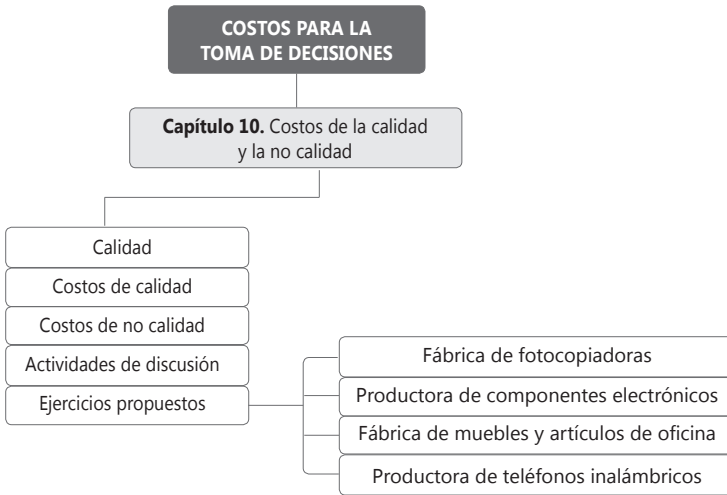 COSTOS PARA LA
TOMA DE DECISIONES
Capítulo 10. Costos de la calidad
y la no calidad
Calidad
Costos de calidad
Costos de no calidad
Actividades de discusión
Ejercicios propuestos
Fábrica de fotocopiadoras
Productora de componentes electrónicos
Fábrica de muebles y artículos de oficina
Productora de teléfonos inalámbricos